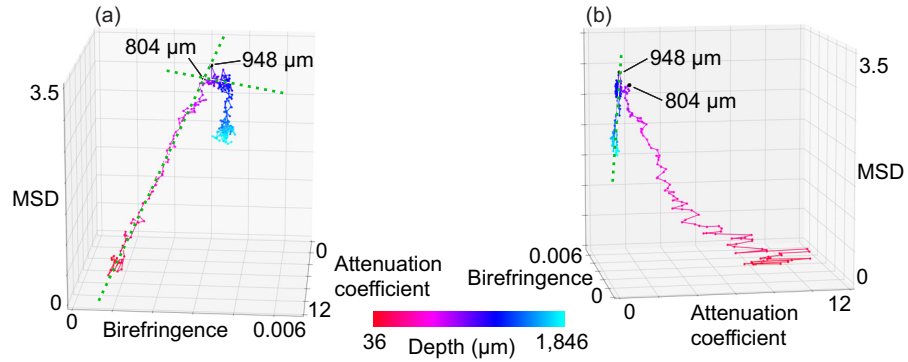 (a)
804 µm
948 µm
3.5
MSD
0
0
Birefringence
0.006
0
Attenuation
coefficient
12
36
Depth (µm)
1,846
(b)
948 µm
804 µm
3.5
MSD
0
0.006
Birefringence
0
0
Attenuation
coefficient
12